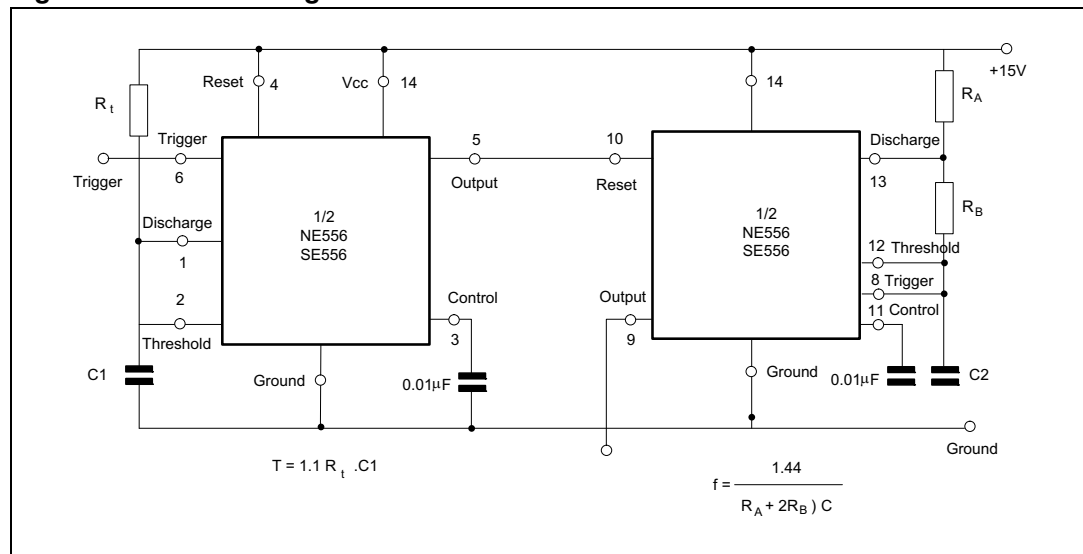 +15V
Reset 4
Vcc 14
14
R t
R A
Trigger
6
Trigger
5
Output
10
Reset
Discharge
13
R B
Discharge
1
1/2
NE556
SE556
1/2
NE556
SE556
12 Threshold
8 Trigger
11 Control
2
Threshold
Control
3
Output
9
C1
Ground
0.01µF
Ground
0.01µF
C2
Ground
T = 1.1 R t .C1
f = 1.44
R A + 2R B ) C